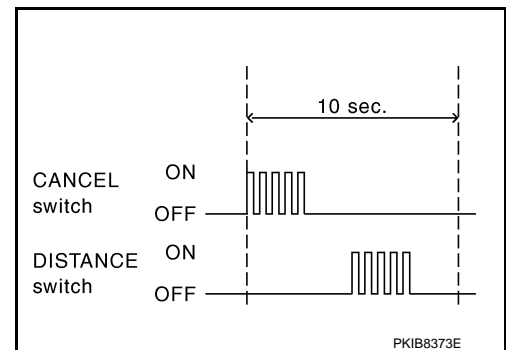 10 sec.
CANCEL
switch
ON
OFF
DISTANCE
switch
ON
OFF
PKIB8373E